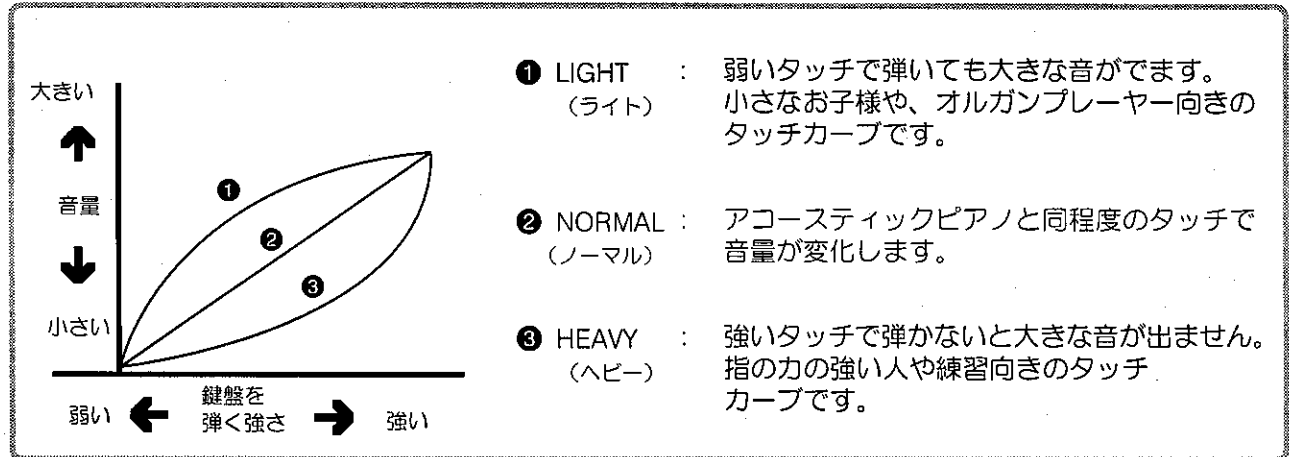 大きい
音量
小さい
弱い
鍵盤を
弾く強さ
強い
❶
❷
❸
❶ LIGHT : 弱いタッチで弾いても大きな音がでます。
（ライト） 小さなお子様や、オルガンプレーヤー向きの
タッチカーブです。
❷ NORMAL : アコースティックピアノと同程度のタッチで
（ノーマル） 音量が変化します。
❸ HEAVY : 強いタッチで弾かないと大きな音が出ません。
（ヘビー） 指の力の強い人や練習向きのタッチ
カーブです。